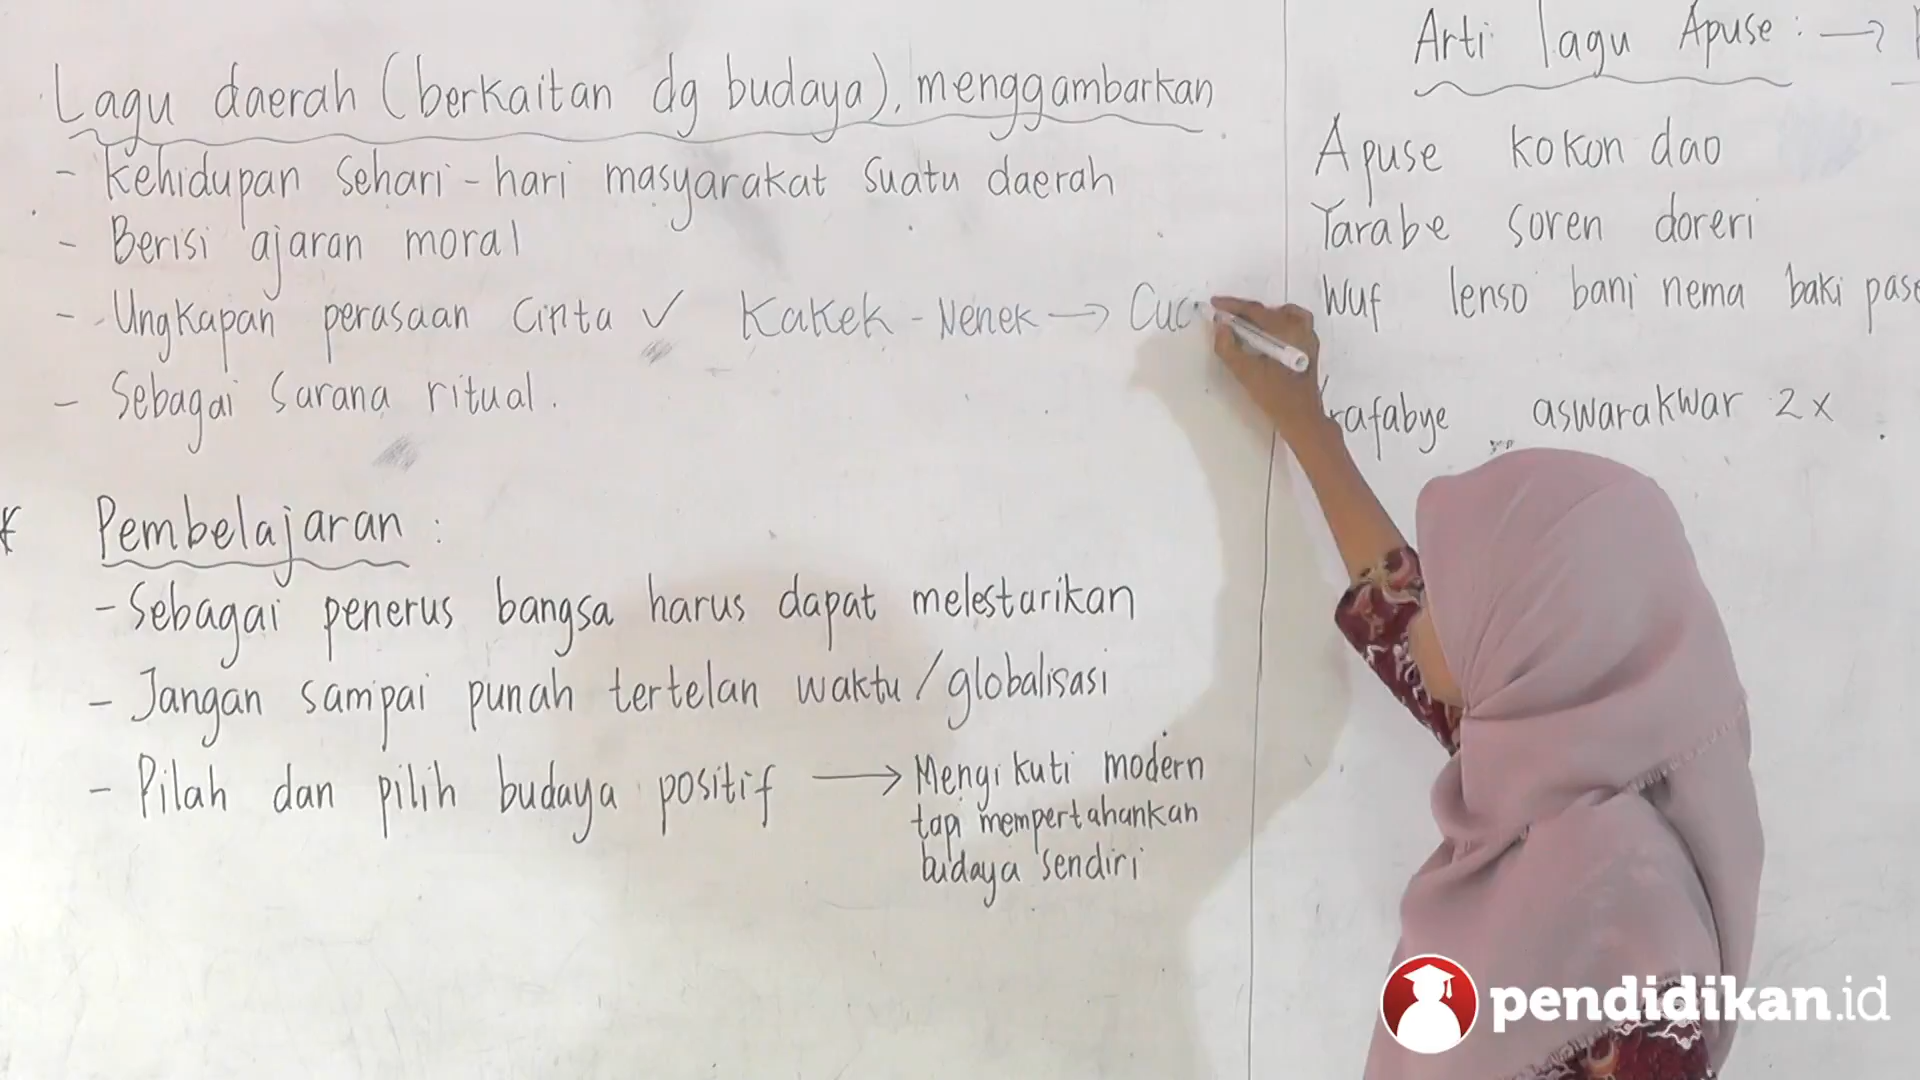 Lagu daerah (berkaitan dg budaya), menggambarkan
- Kehidupan sehari-hari masyarakat suatu daerah
- Berisi ajaran moral
- Ungkapan perasaan cinta ✓ Kakek - Nenek → Cuc
- Sebagai sarana ritual.
Pembelajaran :
- Sebagai penerus bangsa harus dapat melestarikan
- Jangan sampai punah tertelan waktu / globalisasi
- Pilah dan pilih budaya positif → Mengikuti modern
tapi mempertahankan
budaya sendiri
Arti lagu Apuse : →
Apuse kokon dao
Yarabe soren doreri
Wuf lenso bani nema baki pase
rafabye aswarakwar 2x
pendidikan.id